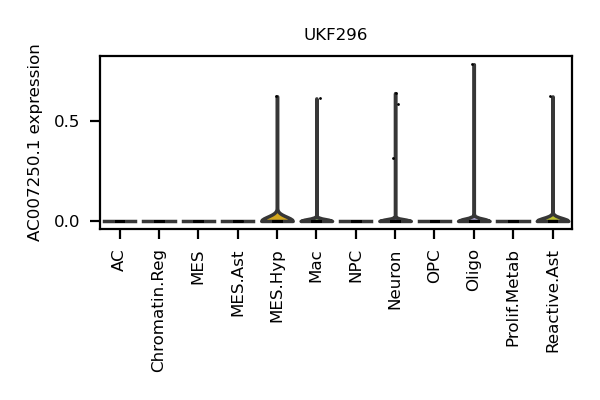 UKF296
AC007250.1 expression
0.5
0.0
AC
Chromatin.Reg
MES
MES.Ast
MES.Hyp
Mac
NPC
Neuron
OPC
Oligo
Prolif.Metab
Reactive.Ast